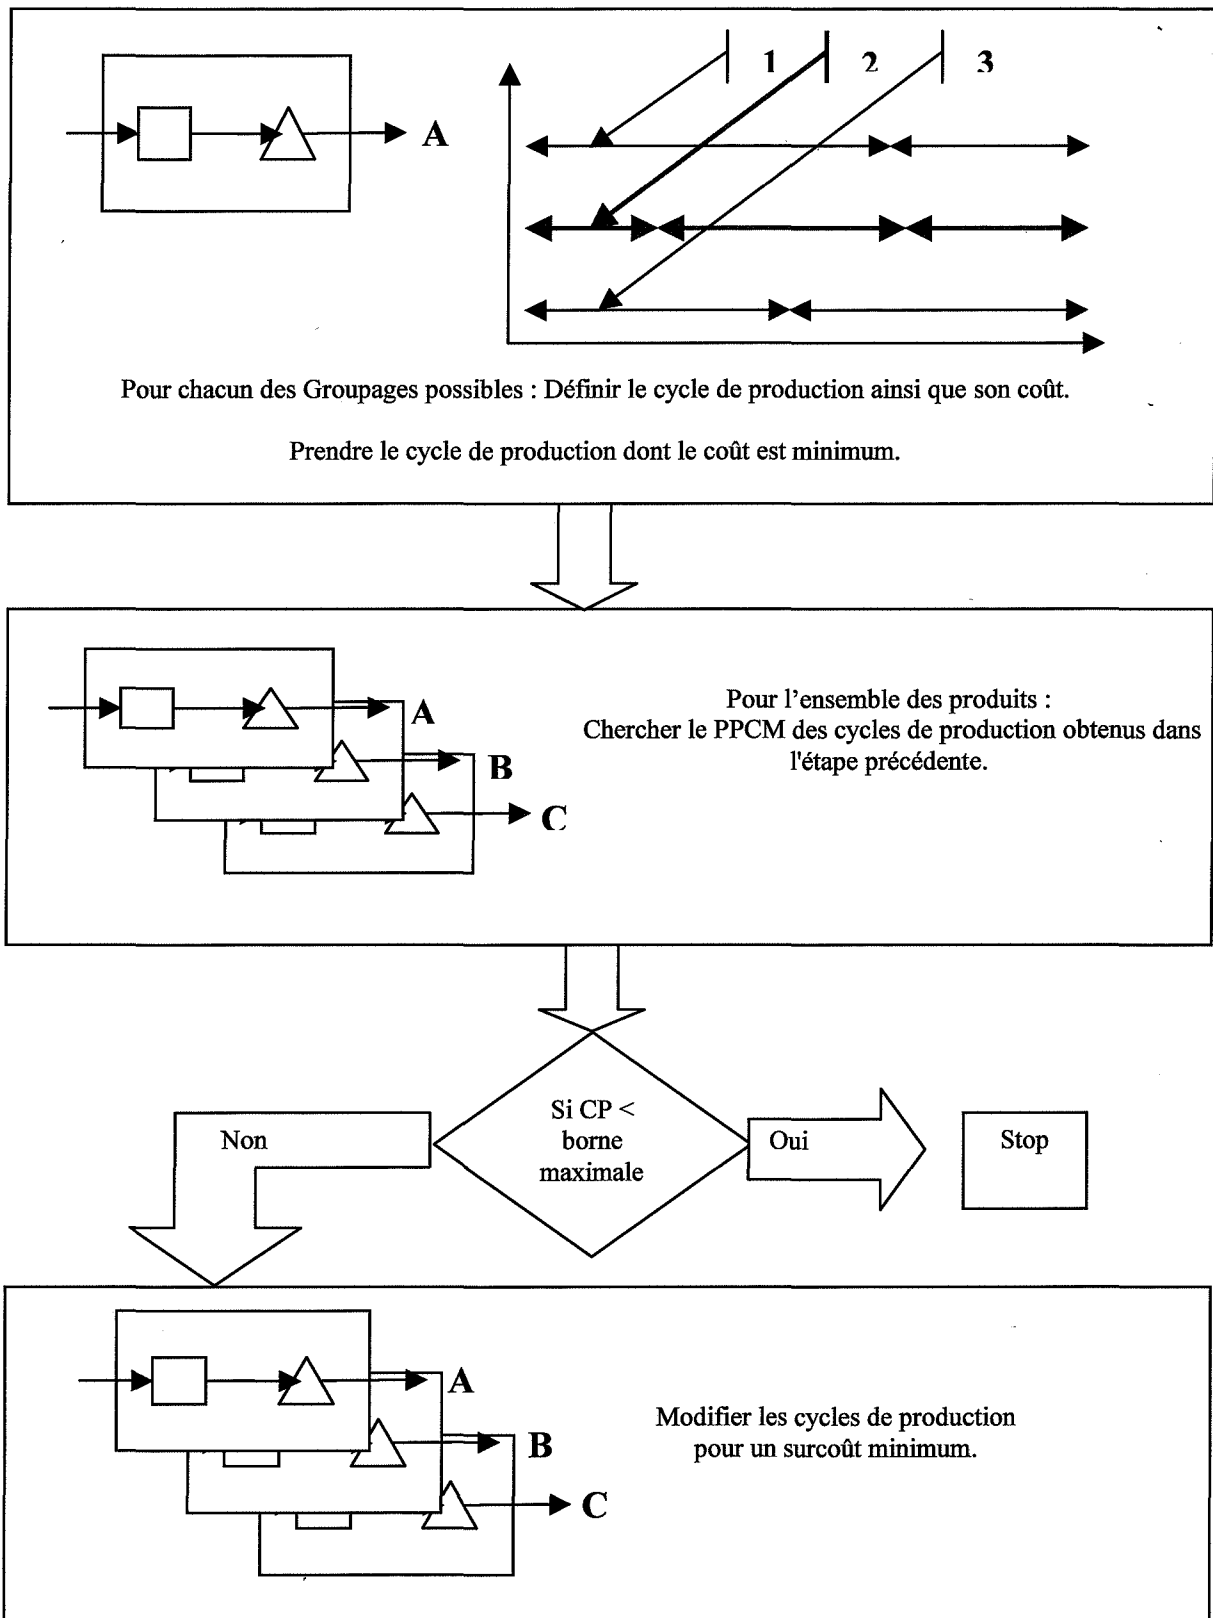 1 2 3
A
Pour chacun des Groupages possibles : Définir le cycle de production ainsi que son coût.
Prendre le cycle de production dont le coût est minimum.
A
B
C
Pour l'ensemble des produits :
Chercher le PPCM des cycles de production obtenus dans
l'étape précédente.
Si CP <
borne
maximale
Non
Oui
Stop
A
B
C
Modifier les cycles de production
pour un surcoût minimum.